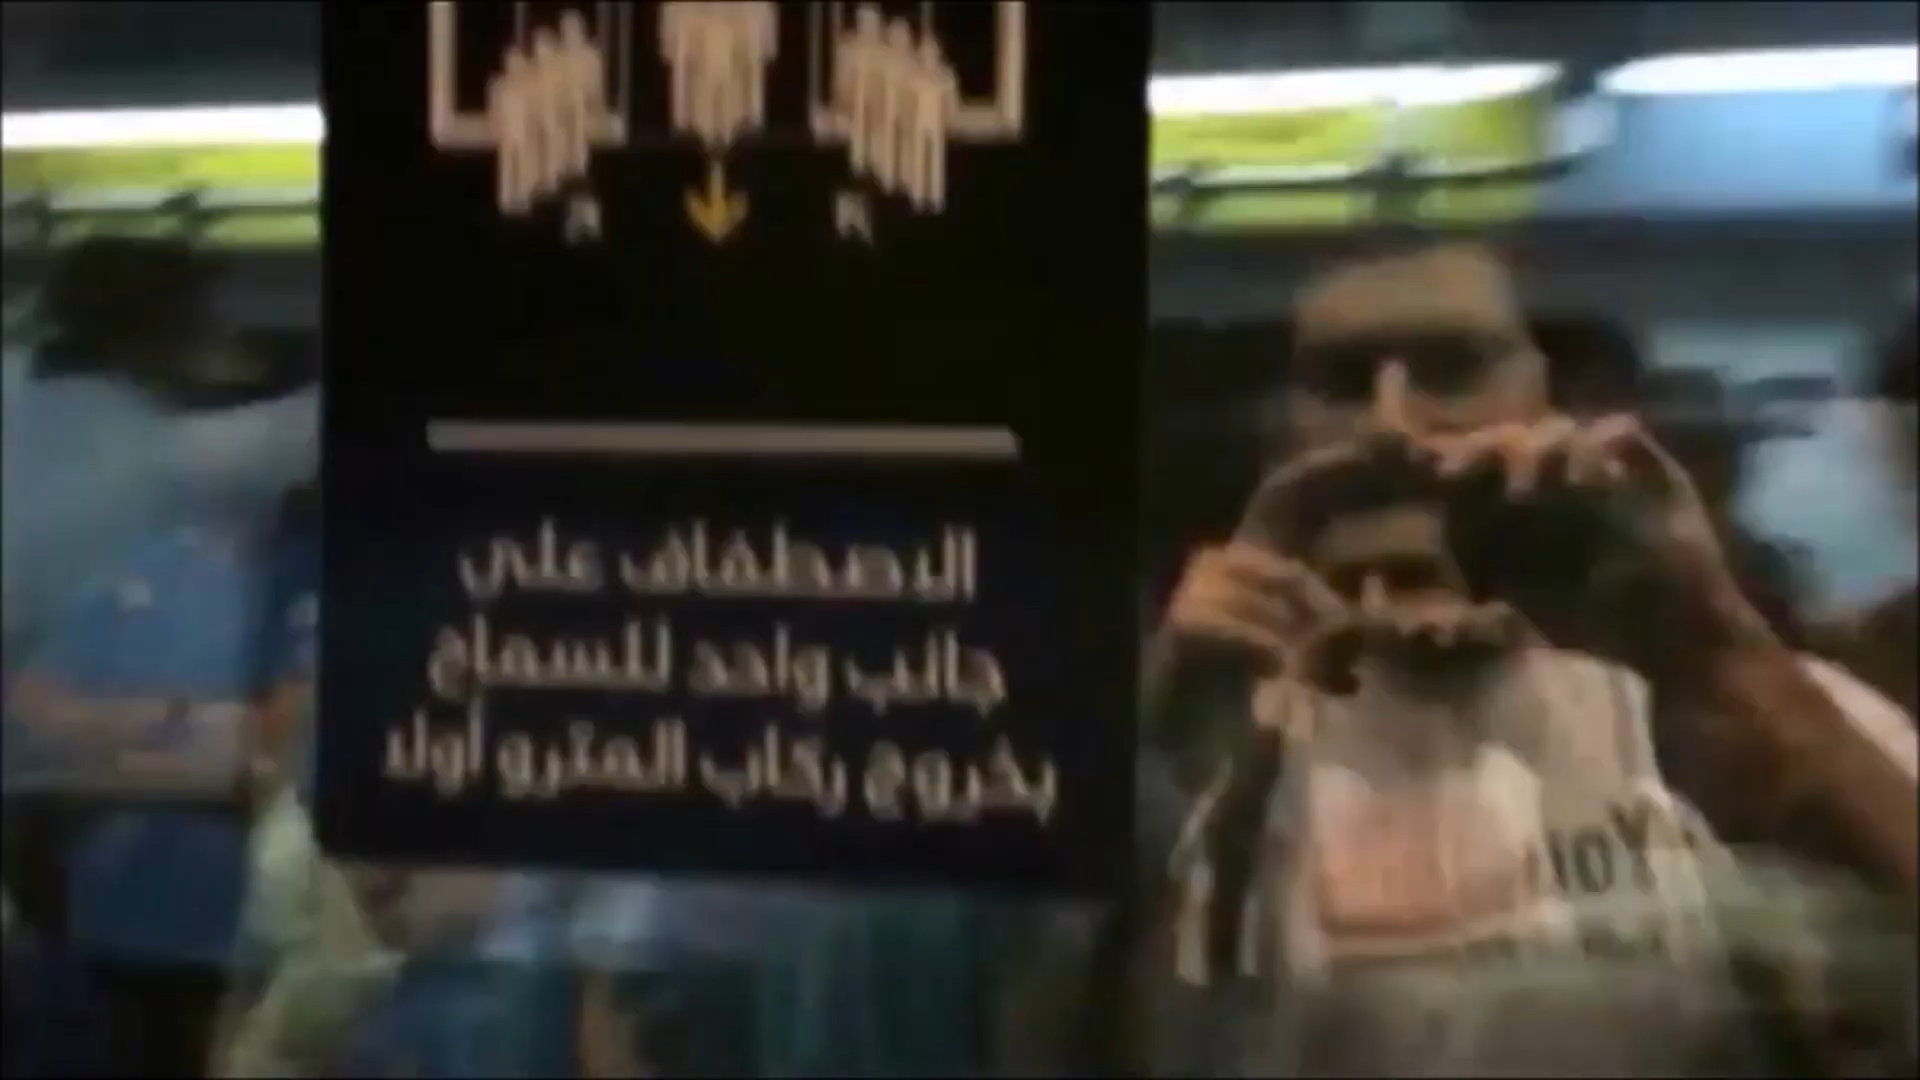 الاصطفاف على
جانب واحد للسماح
بخروج ركاب المترو أولا